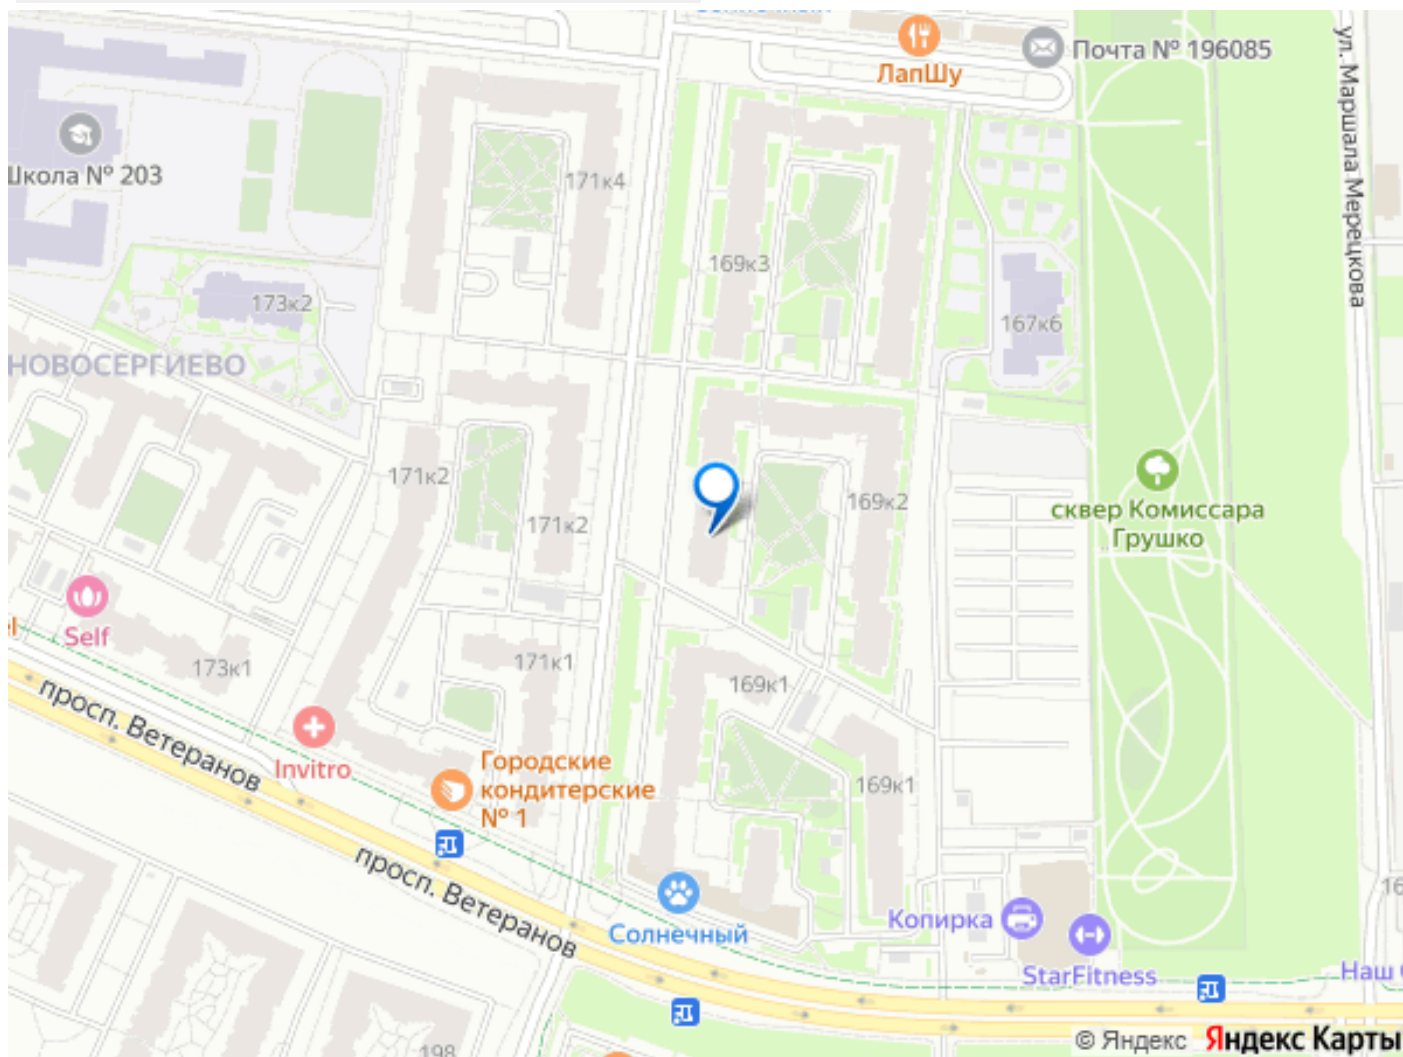 ЛапШу
Почта № 196085
ул. Маршала Мерецкова
Школа № 203
171к4
169к3
173к2
167к6
НОВОСЕРГИЕВО
171к2
169к2
171к2
сквер Комиссара
Грушко
Self
173к1
171к1
169к1
просп. Ветеранов
Invitro
Городские
кондитерские
№ 1
169к1
просп. Ветеранов
Солнечный
Копирка
StarFitness
Наш
198
© Яндекс Яндекс Карты